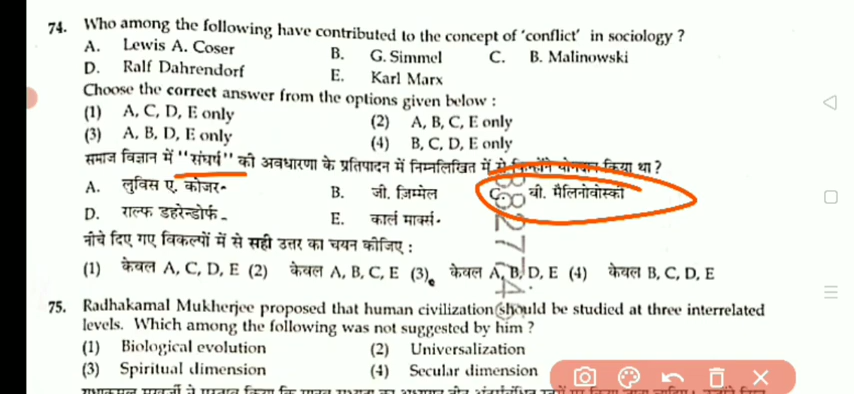 74. Who among the following have contributed to the concept of 'conflict' in sociology ?
A. Lewis A. Coser B. G. Simmel C. B. Malinowski
D. Ralf Dahrendorf E. Karl Marx
Choose the correct answer from the options given below :
(1) A, C, D, E only (2) A, B, C, E only
(3) A, B, D, E only (4) B, C, D, E only
समाज विज्ञान में "संघर्ष" की अवधारणा के प्रतिपादन में निम्नलिखित में से किन्होंने योगदान किया था ?
A. लुविस ए. कोजर B. जी. ज़िम्मेल C. बी. मैलिनोवोस्की
D. राल्फ डहरेन्डोर्फ E. कार्ल मार्क्स
नीचे दिए गए विकल्पों में से सही उत्तर का चयन कीजिए :
(1) केवल A, C, D, E (2) केवल A, B, C, E (3) केवल A, B, D, E (4) केवल B, C, D, E
75. Radhakamal Mukherjee proposed that human civilization should be studied at three interrelated
levels. Which among the following was not suggested by him ?
(1) Biological evolution (2) Universalization
(3) Spiritual dimension (4) Secular dimension